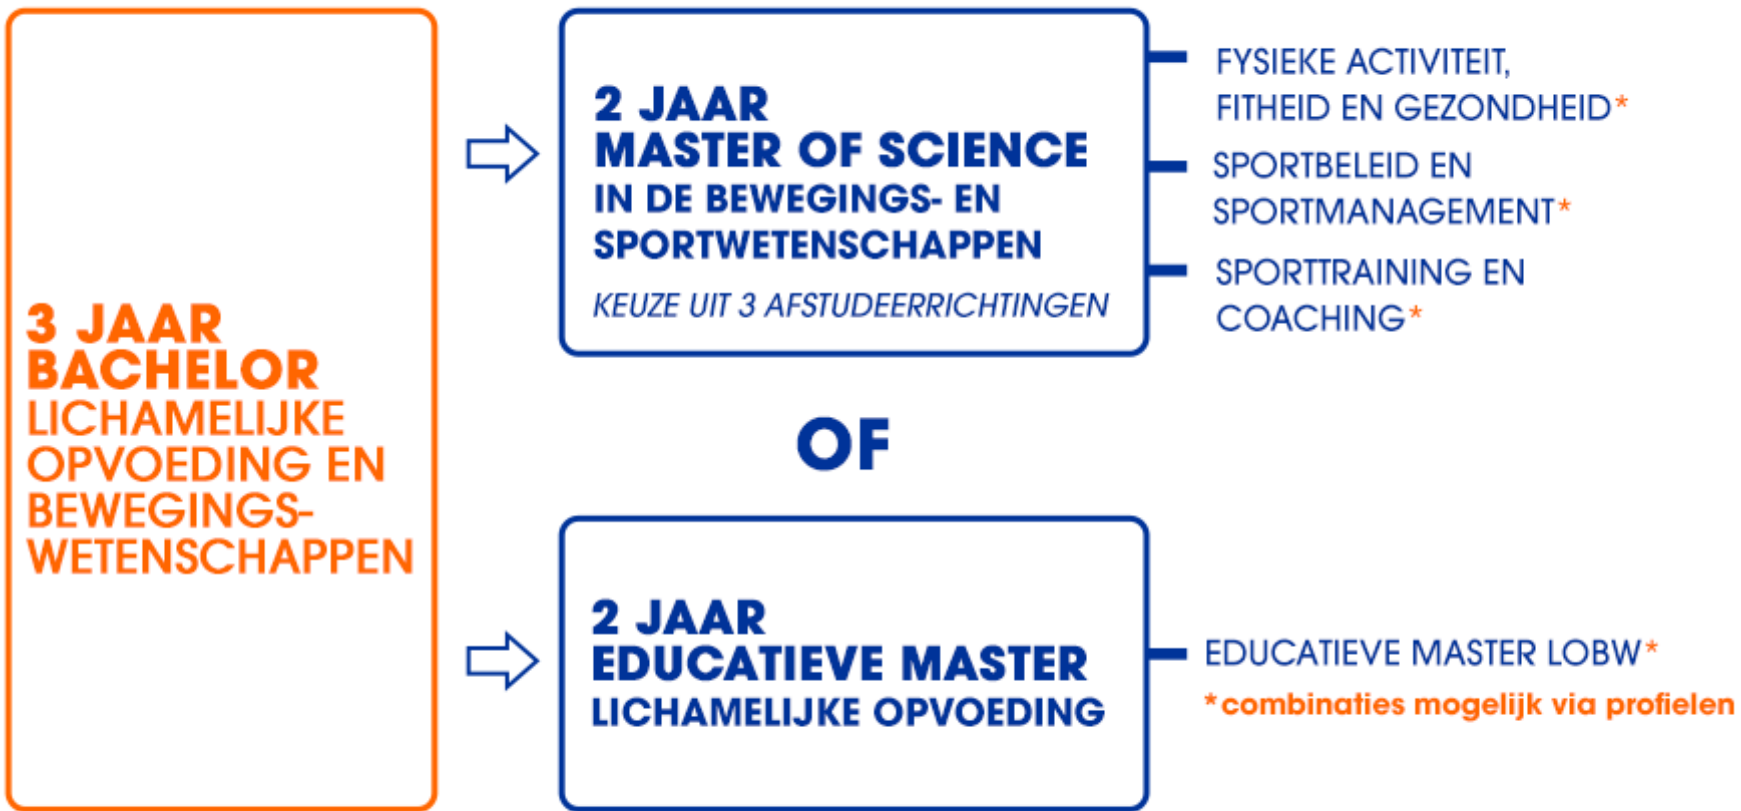 3 JAAR
BACHELOR
LICHAMELIJKE
OPVOEDING EN
BEWEGINGS-
WETENSCHAPPEN
2 JAAR
MASTER OF SCIENCE
IN DE BEWEGINGS- EN
SPORTWETENSCHAPPEN
KEUZE UIT 3 AFSTUDEERRICHTINGEN
FYSIEKE ACTIVITEIT,
FITHEID EN GEZONDHEID*
SPORTBELEID EN
SPORTMANAGEMENT*
SPORTTRAINING EN
COACHING*
OF
2 JAAR
EDUCATIEVE MASTER
LICHAMELIJKE OPVOEDING
EDUCATIEVE MASTER LOBW*
*combinaties mogelijk via profielen